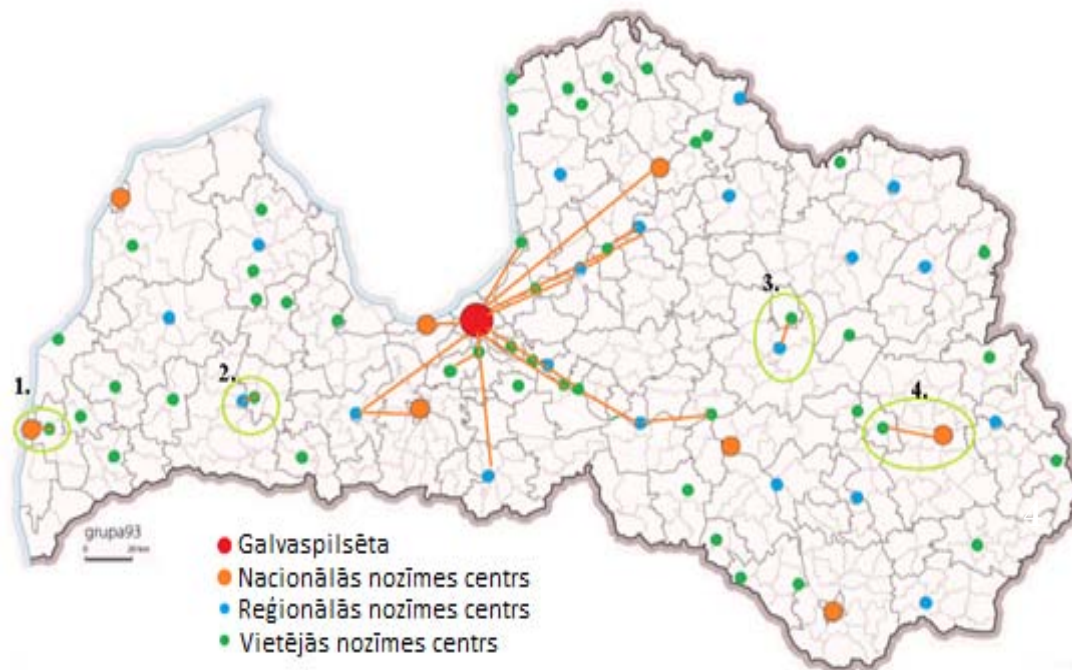 3.
2.
1.
4.
grupa93
0 20 km
Galvaspilsēta
Nacionālās nozīmes centrs
Reģionālās nozīmes centrs
Vietējās nozīmes centrs